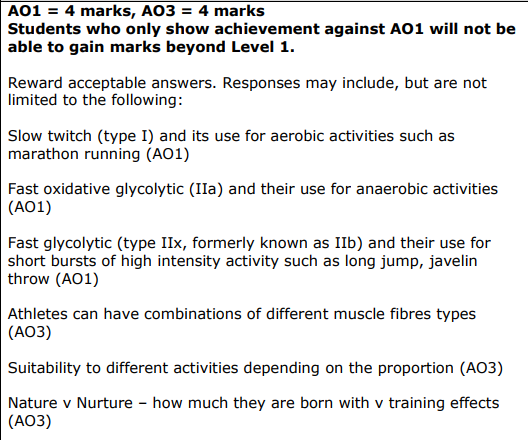 AO1 = 4 marks, AO3 = 4 marks
Students who only show achievement against AO1 will not be
able to gain marks beyond Level 1.
Reward acceptable answers. Responses may include, but are not
limited to the following:
Slow twitch (type I) and its use for aerobic activities such as
marathon running (AO1)
Fast oxidative glycolytic (IIa) and their use for anaerobic activities
(AO1)
Fast glycolytic (type IIx, formerly known as IIb) and their use for
short bursts of high intensity activity such as long jump, javelin
throw (AO1)
Athletes can have combinations of different muscle fibres types
(AO3)
Suitability to different activities depending on the proportion (AO3)
Nature v Nurture – how much they are born with v training effects
(AO3)